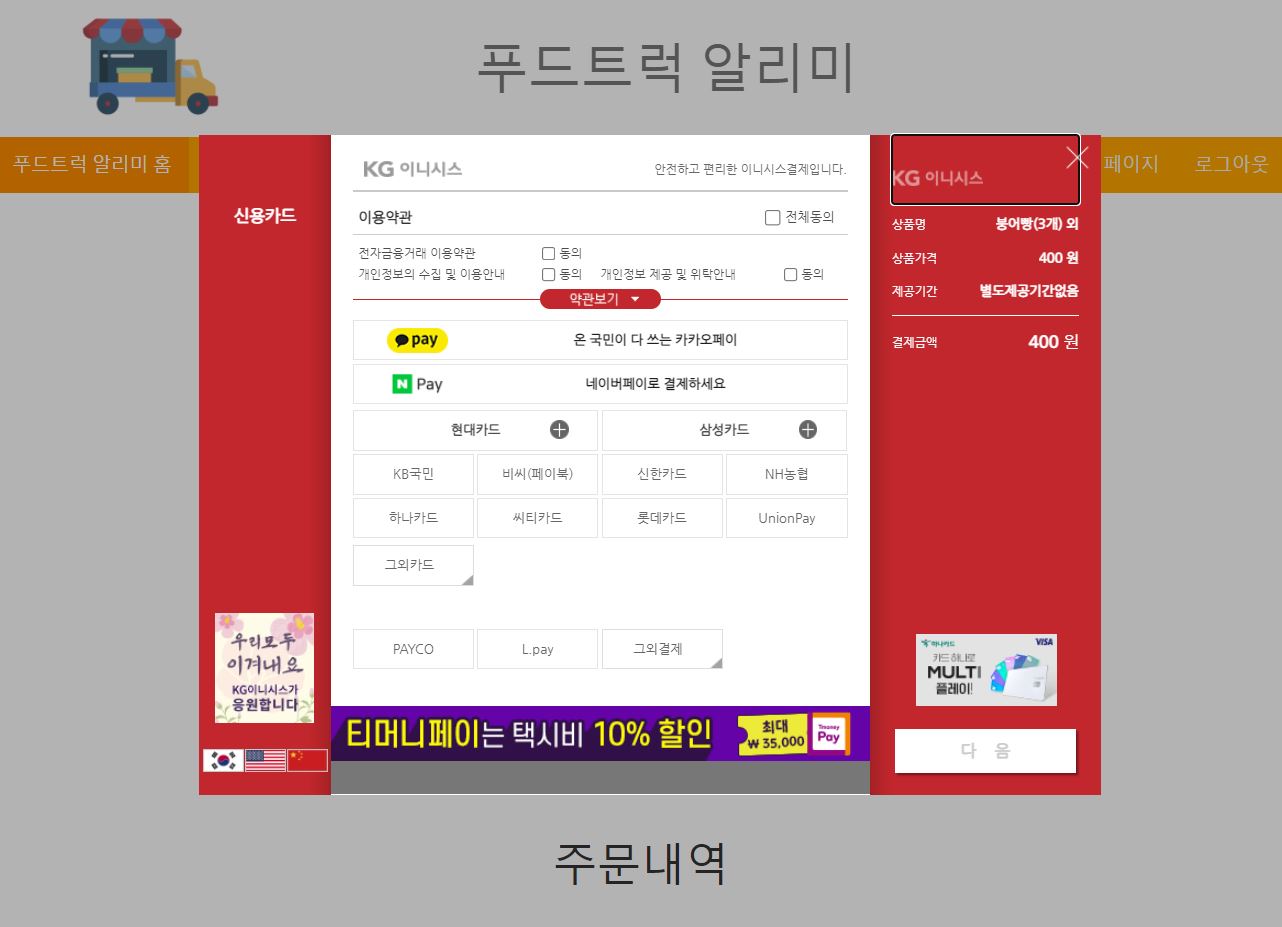 푸드트럭 알리미
푸드트럭 알리미 홈
페이지
로그아웃
신용카드
KG 이니시스
안전하고 편리한 이니시스결제입니다.
이용약관
전체동의
전자금융거래 이용약관
동의
개인정보의 수집 및 이용안내
동의
개인정보 제공 및 위탁안내
동의
약관보기
pay
온 국민이 다 쓰는 카카오페이
N Pay
네이버페이로 결제하세요
현대카드
삼성카드
KB국민
비씨(페이북)
신한카드
NH농협
하나카드
씨티카드
롯데카드
UnionPay
그외카드
PAYCO
L.pay
그외결제
티머니페이는 택시비 10% 할인
최대
₩ 35,000
Tmoney
Pay
우리모두
이겨내요
KG이니시스가
응원합니다
KG 이니시스
상품명
붕어빵(3개) 외
상품가격
400 원
제공기간
별도제공기간없음
결제금액
400 원
하나카드
VISA
카드 하나로
MULTI
플레이!
다 음
주문내역